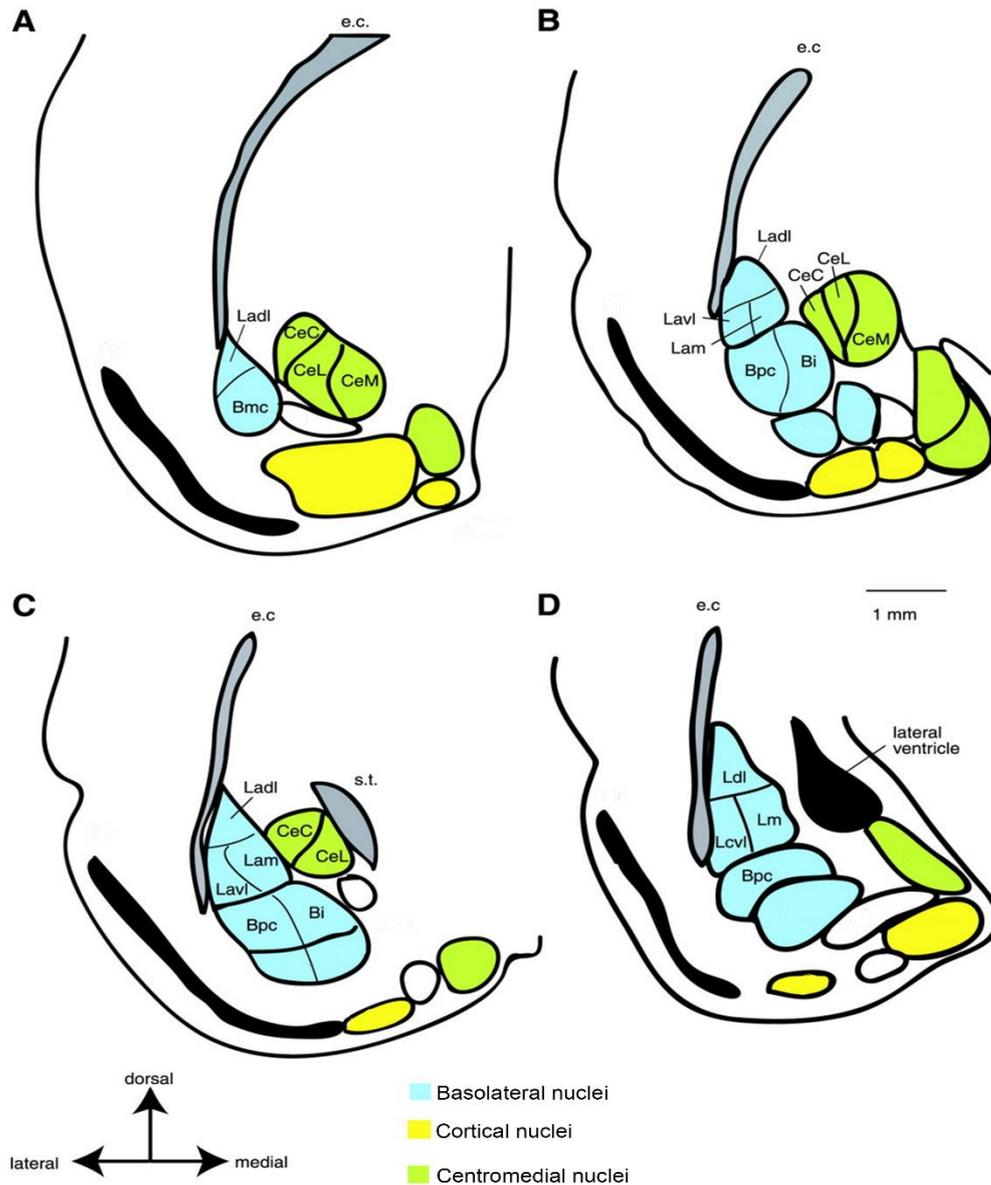 A
e.c.
Ladl
Bmc
CeC
CeL
CeM
B
e.c
Ladl
CeL
CeC
Lavl
Lam
CeM
Bpc
Bi
C
e.c
Ladl
s.t.
CeC
Lam
CeL
Lavl
Bpc
Bi
D
1 mm
e.c
lateral
ventricle
Ldl
Lm
Lcvl
Bpc
dorsal
lateral
medial
Basolateral nuclei
Cortical nuclei
Centromedial nuclei